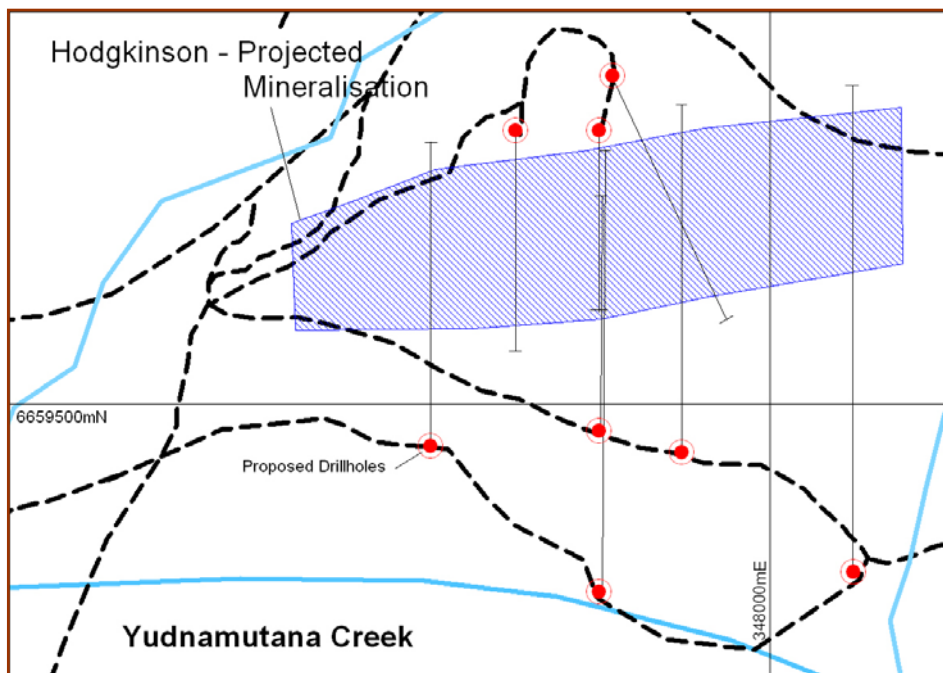 Hodgkinson - Projected
Mineralisation
6659500mN
Proposed Drillholes
348000mE
Yudnamutana Creek